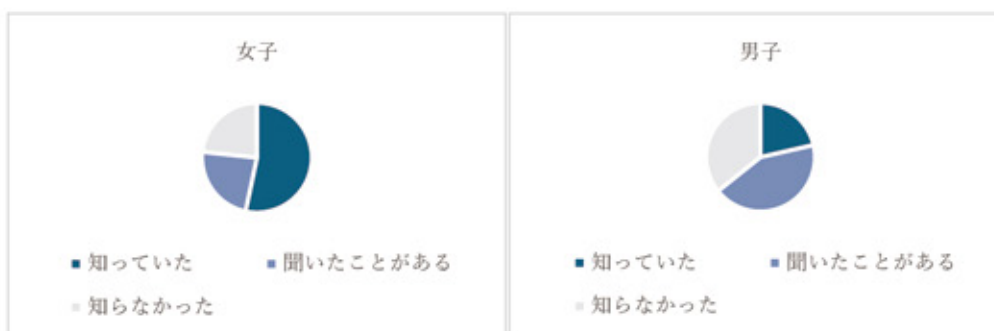 女子
知っていた 聞いたことがある
知らなかった
男子
知っていた 聞いたことがある
知らなかった